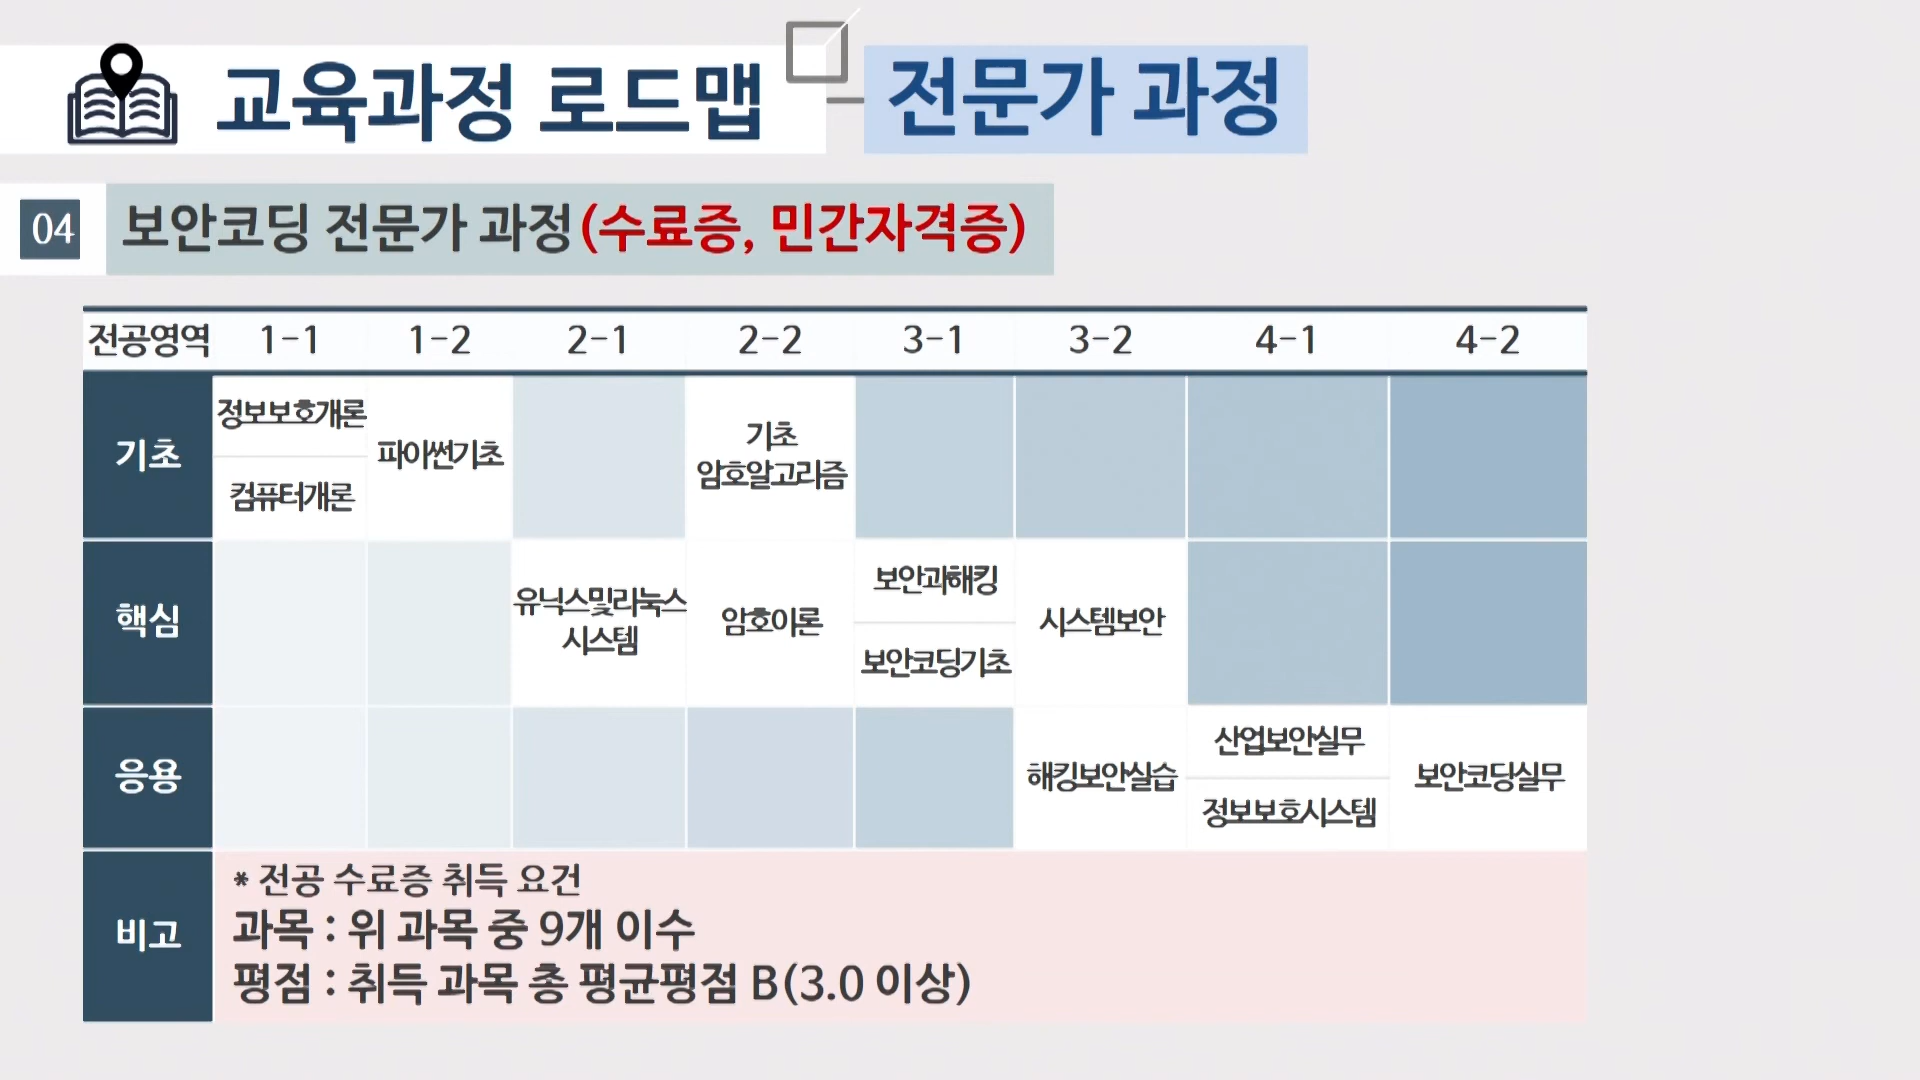 교육과정 로드맵
전문가 과정
04
보안코딩 전문가 과정(수료증, 민간자격증)
전공영역 1-1 1-2 2-1 2-2 3-1 3-2 4-1 4-2
기초
정보보호개론
컴퓨터개론
파이썬기초
기초
암호알고리즘
핵심
유닉스및리눅스
시스템
암호이론
보안과해킹
보안코딩기초
시스템보안
응용
해킹보안실습
산업보안실무
정보보호시스템
보안코딩실무
비고
* 전공 수료증 취득 요건
과목 : 위 과목 중 9개 이수
평점 : 취득 과목 총 평균평점 B(3.0 이상)